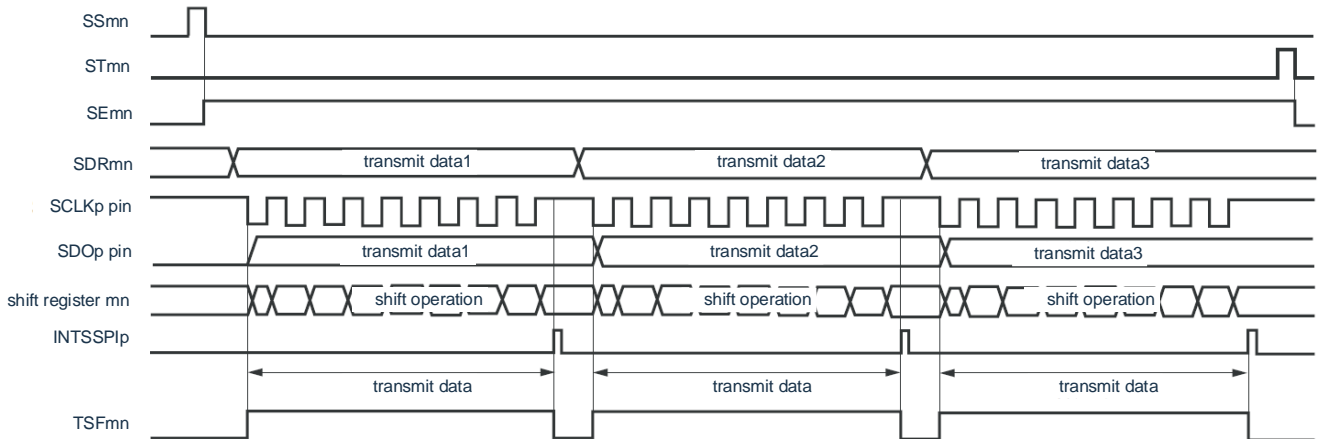 SSmn
STmn
SEmn
SDRmn transmit data1 transmit data2 transmit data3
SCLKp pin
SDOp pin transmit data1 transmit data2 transmit data3
shift register mn shift operation shift operation shift operation
INTSSPIp
transmit data transmit data transmit data
TSFmn